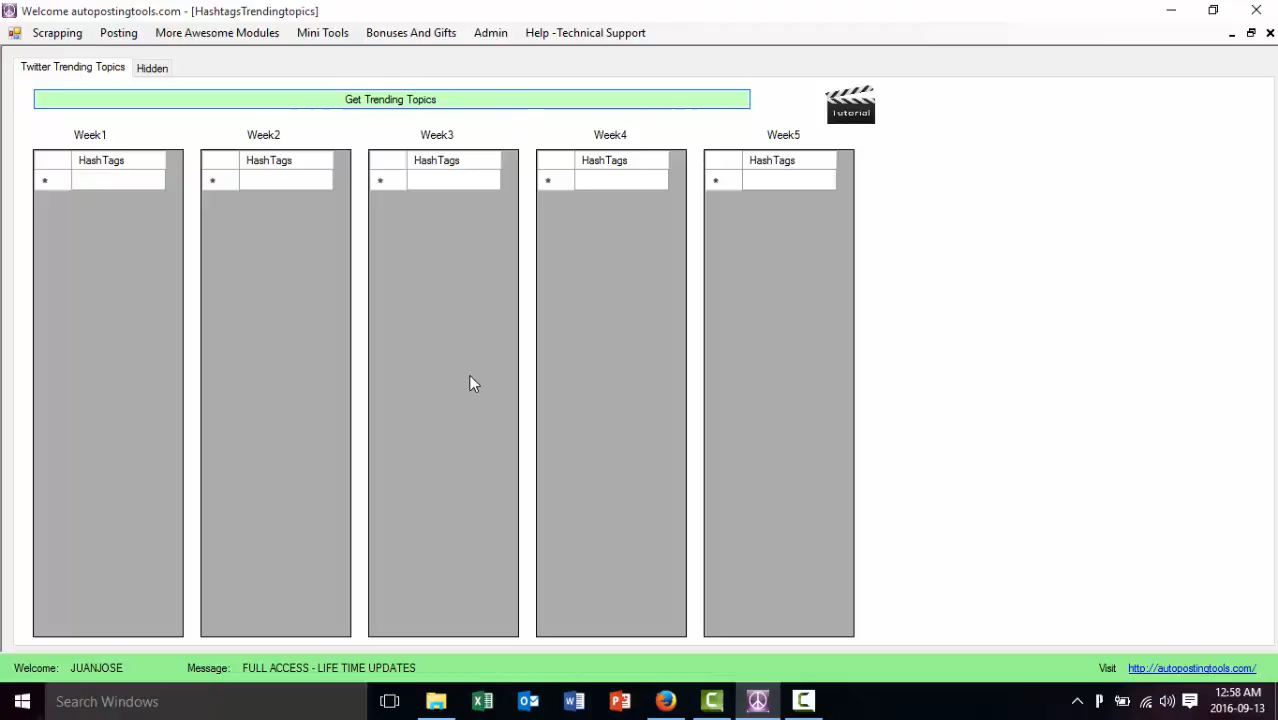 Welcome autopostingtools.com - [HashtagsTrendingtopics]
Scrapping Posting More Awesome Modules Mini Tools Bonuses And Gifts Admin Help -Technical Support
Twitter Trending Topics Hidden
Get Trending Topics
Tutorial
Week1 Week2 Week3 Week4 Week5
HashTags HashTags HashTags HashTags HashTags
* * * * *
Welcome: JUANJOSE Message: FULL ACCESS - LIFE TIME UPDATES Visit http://autopostingtools.com/
Search Windows
12:58 AM
2016-09-13